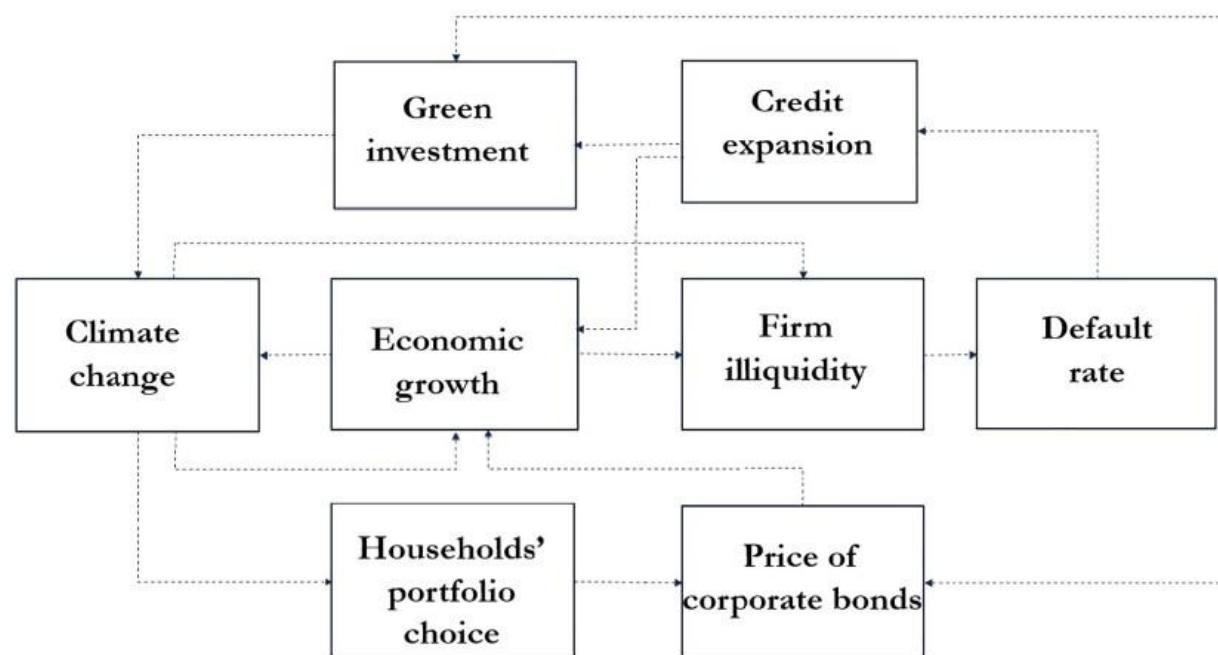 Green
investment
Credit
expansion
Climate
change
Economic
growth
Firm
illiquidity
Default
rate
Households’
portfolio
choice
Price of
corporate bonds